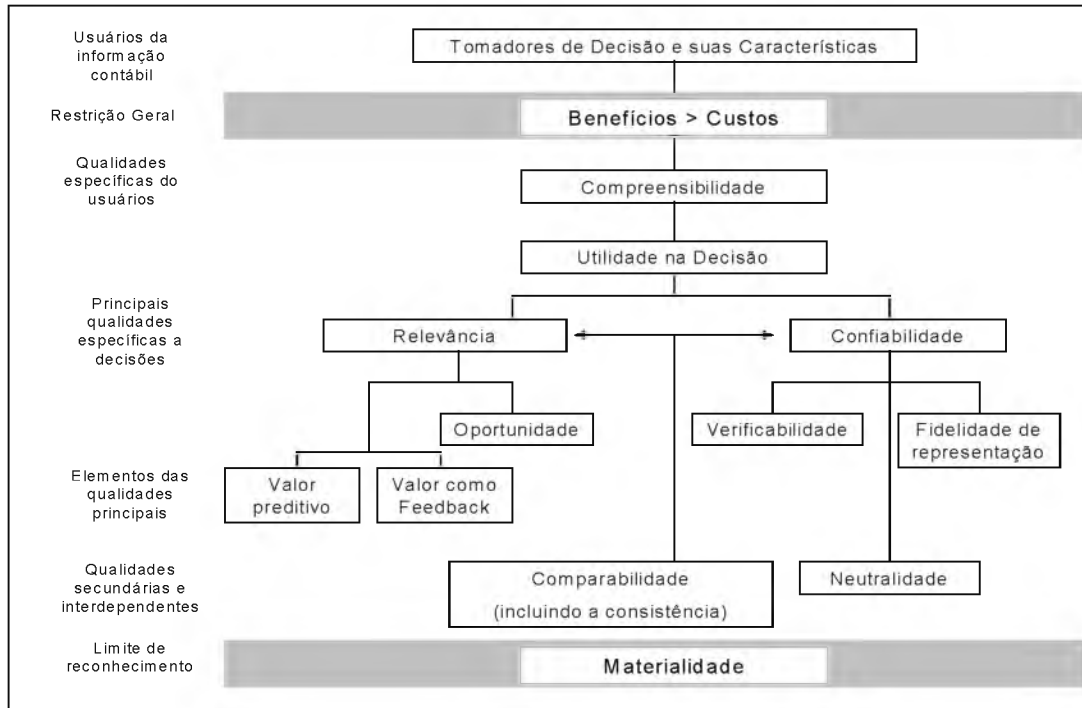 Usuários da
informação
contábil
Tomadores de Decisão e suas Características
Restrição Geral
Benefícios > Custos
Qualidades
específicas do
usuários
Compreensibilidade
Utilidade na Decisão
Principais
qualidades
específicas a
decisões
Relevância
Confiabilidade
Oportunidade
Verificabilidade
Fidelidade de
representação
Elementos das
qualidades
principais
Valor
preditivo
Valor como
Feedback
Qualidades
secundárias e
interdependentes
Comparabilidade
(incluindo a consistência)
Neutralidade
Limite de
reconhecimento
Materialidade